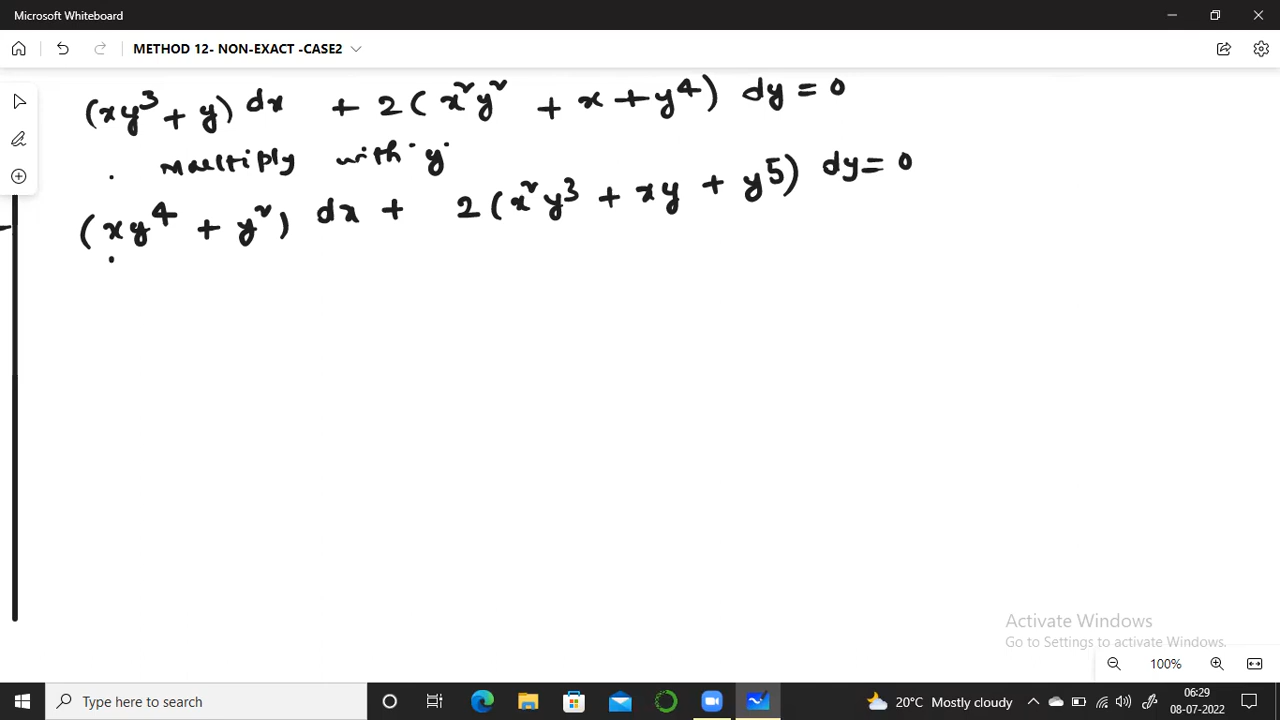 Microsoft Whiteboard
METHOD 12- NON-EXACT -CASE2
(xy³ + y) dx + 2(x²y² + x + y⁴) dy = 0
Multiply with y
(xy⁴ + y²) dx + 2(x²y³ + xy + y⁵) dy = 0
Activate Windows
Go to Settings to activate Windows.
100%
Type here to search
20°C Mostly cloudy
06:29
08-07-2022